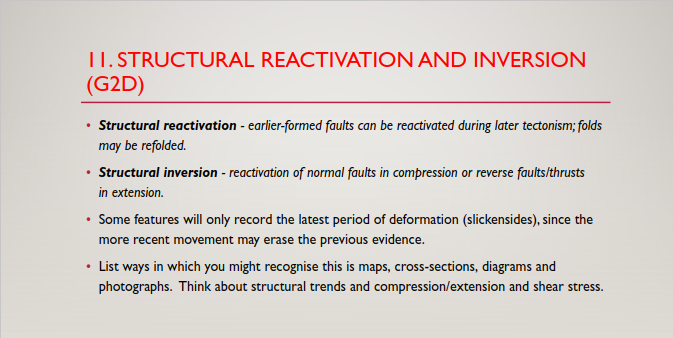 11. STRUCTURAL REACTIVATION AND INVERSION
(G2D)
• Structural reactivation - earlier-formed faults can be reactivated during later tectonism; folds
may be refolded.
• Structural inversion - reactivation of normal faults in compression or reverse faults/thrusts
in extension.
• Some features will only record the latest period of deformation (slickensides), since the
more recent movement may erase the previous evidence.
• List ways in which you might recognise this is maps, cross-sections, diagrams and
photographs. Think about structural trends and compression/extension and shear stress.